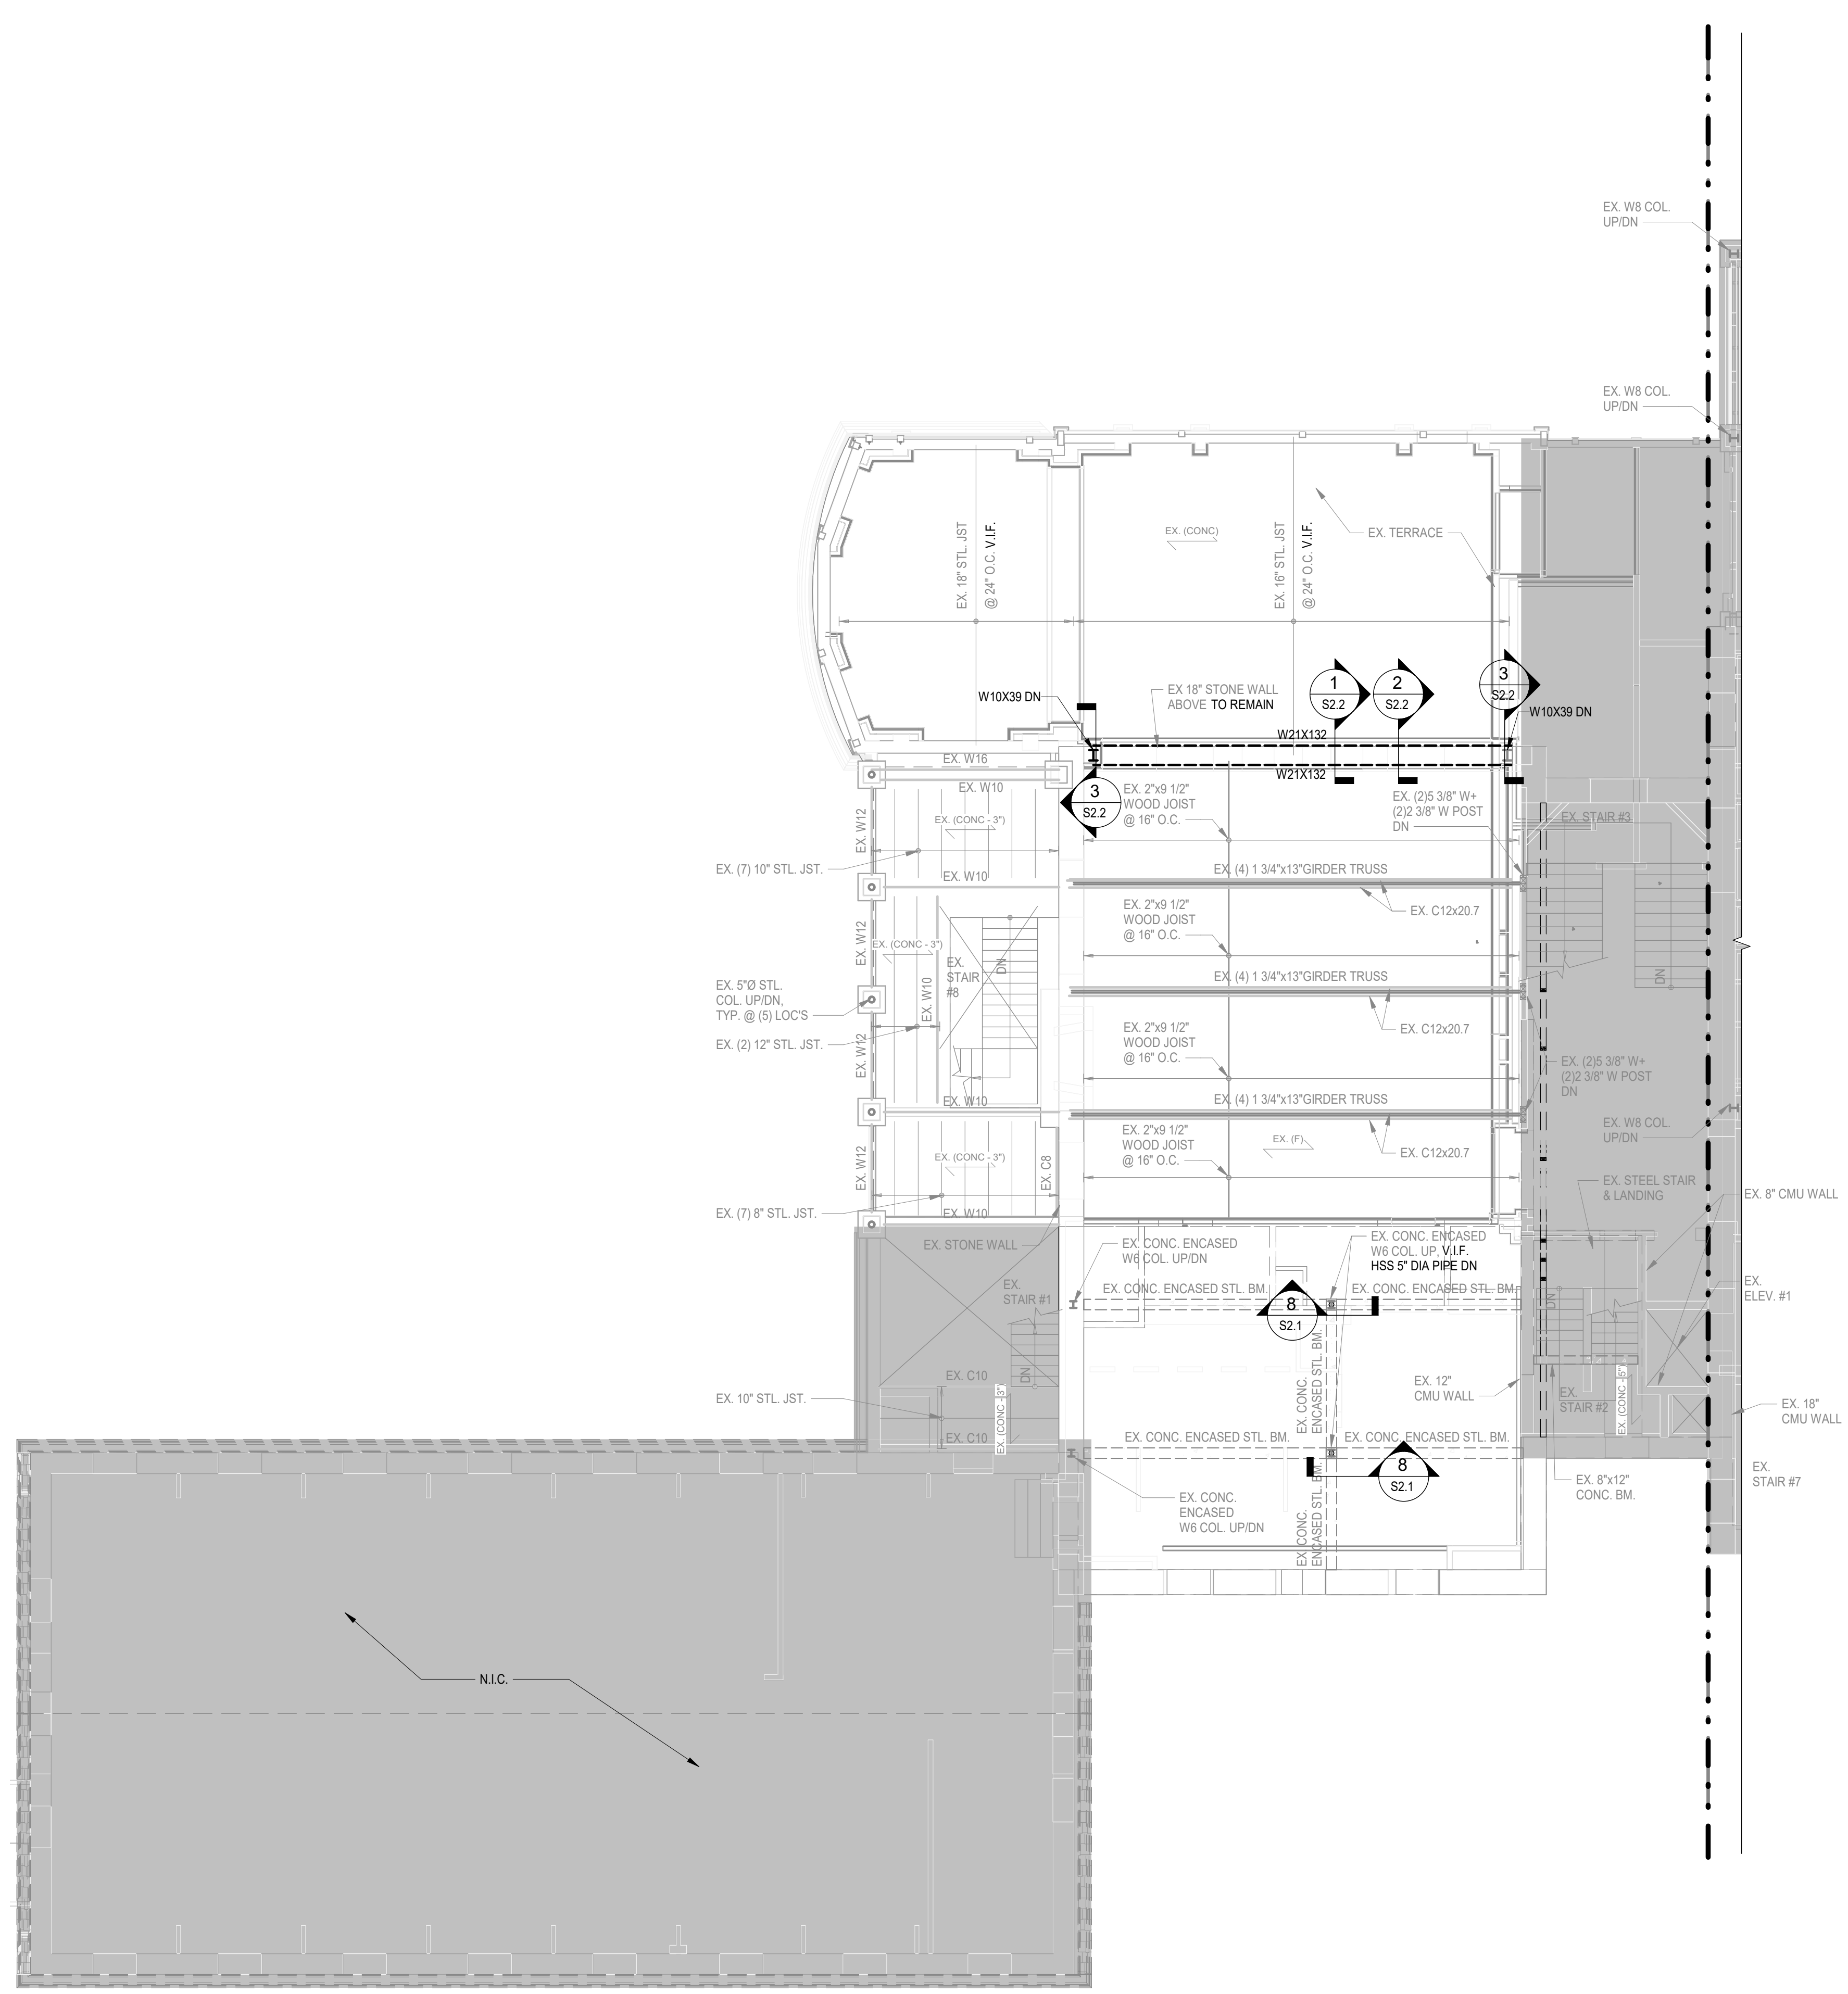 EX. W8 COL.
UP/DN
EX. W8 COL.
UP/DN
EX. 18" STL. JST
@ 24" O.C. V.I.F.
EX. (CONC)
EX. 16" STL. JST
@ 24" O.C. V.I.F.
EX. TERRACE
W10X39 DN
EX 18" STONE WALL
ABOVE TO REMAIN
1
S2.2
2
S2.2
3
S2.2
W10X39 DN
W21X132
W21X132
EX. W16
EX. W10
3
S2.2
EX. 2"x9 1/2"
WOOD JOIST
@ 16" O.C.
EX. (2)5 3/8" W+
(2)2 3/8" W POST
DN
EX. STAIR #3
EX. W12
EX. (CONC - 3")
EX. (7) 10" STL. JST.
EX. W10
EX. (4) 1 3/4"x13"GIRDER TRUSS
EX. C12x20.7
EX. 2"x9 1/2"
WOOD JOIST
@ 16" O.C.
EX. W12
EX. (CONC - 3")
EX.
STAIR
#8
DN
EX. W10
DN
EX. 5"Ø STL.
COL. UP/DN,
TYP. @ (5) LOC'S
EX. (4) 1 3/4"x13"GIRDER TRUSS
EX. C12x20.7
EX. (2) 12" STL. JST.
EX. W12
EX. 2"x9 1/2"
WOOD JOIST
@ 16" O.C.
EX. (2)5 3/8" W+
(2)2 3/8" W POST
DN
EX. W10
EX. (4) 1 3/4"x13"GIRDER TRUSS
EX. W8 COL.
UP/DN
EX. 2"x9 1/2"
WOOD JOIST
@ 16" O.C.
EX. (F)
EX. C12x20.7
EX. W12
EX. (CONC - 3")
EX. C8
EX. STEEL STAIR
& LANDING
EX. 8" CMU WALL
EX. (7) 8" STL. JST.
EX. W10
EX. STONE WALL
EX. CONC. ENCASED
W6 COL. UP/DN
EX. CONC. ENCASED
W6 COL. UP, V.I.F.
HSS 5" DIA PIPE DN
EX.
STAIR #1
EX. CONC. ENCASED STL. BM.
EX. CONC. ENCASED STL. BM.
8
S2.1
DN
EX.
ELEV. #1
EX. CONC.
ENCASED STL. BM.
DN
EX. C10
EX. 10" STL. JST.
EX. (CONC - 3")
EX. C10
EX. 12"
CMU WALL
EX.
STAIR #2
EX. (CONC - 5")
EX. 18"
CMU WALL
EX. CONC. ENCASED STL. BM.
EX. CONC. ENCASED STL. BM.
8
S2.1
EX. CONC.
ENCASED
W6 COL. UP/DN
EX. CONC.
ENCASED STL. BM.
EX. 8"x12"
CONC. BM.
EX.
STAIR #7
N.I.C.